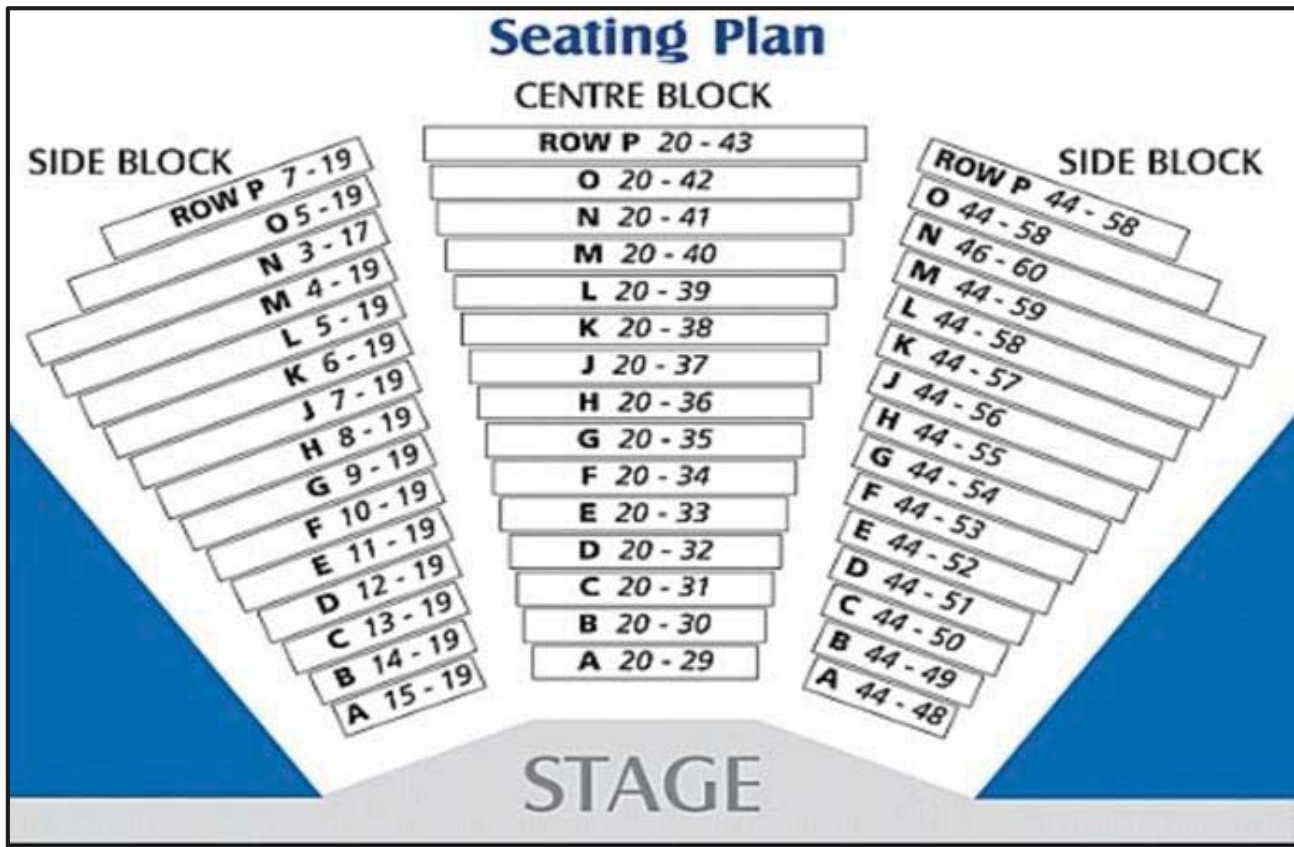 Seating Plan
CENTRE BLOCK
SIDE BLOCK
ROW P 7 - 19
O 5 - 19
N 3 - 17
M 4 - 19
L 5 - 19
K 6 - 19
J 7 - 19
H 8 - 19
G 9 - 19
F 10 - 19
E 11 - 19
D 12 - 19
C 13 - 19
B 14 - 19
A 15 - 19
ROW P 20 - 43
O 20 - 42
N 20 - 41
M 20 - 40
L 20 - 39
K 20 - 38
J 20 - 37
H 20 - 36
G 20 - 35
F 20 - 34
E 20 - 33
D 20 - 32
C 20 - 31
B 20 - 30
A 20 - 29
SIDE BLOCK
ROW P 44 - 58
O 44 - 58
N 46 - 60
M 44 - 59
L 44 - 58
K 44 - 57
J 44 - 56
H 44 - 55
G 44 - 54
F 44 - 53
E 44 - 52
D 44 - 51
C 44 - 50
B 44 - 49
A 44 - 48
STAGE